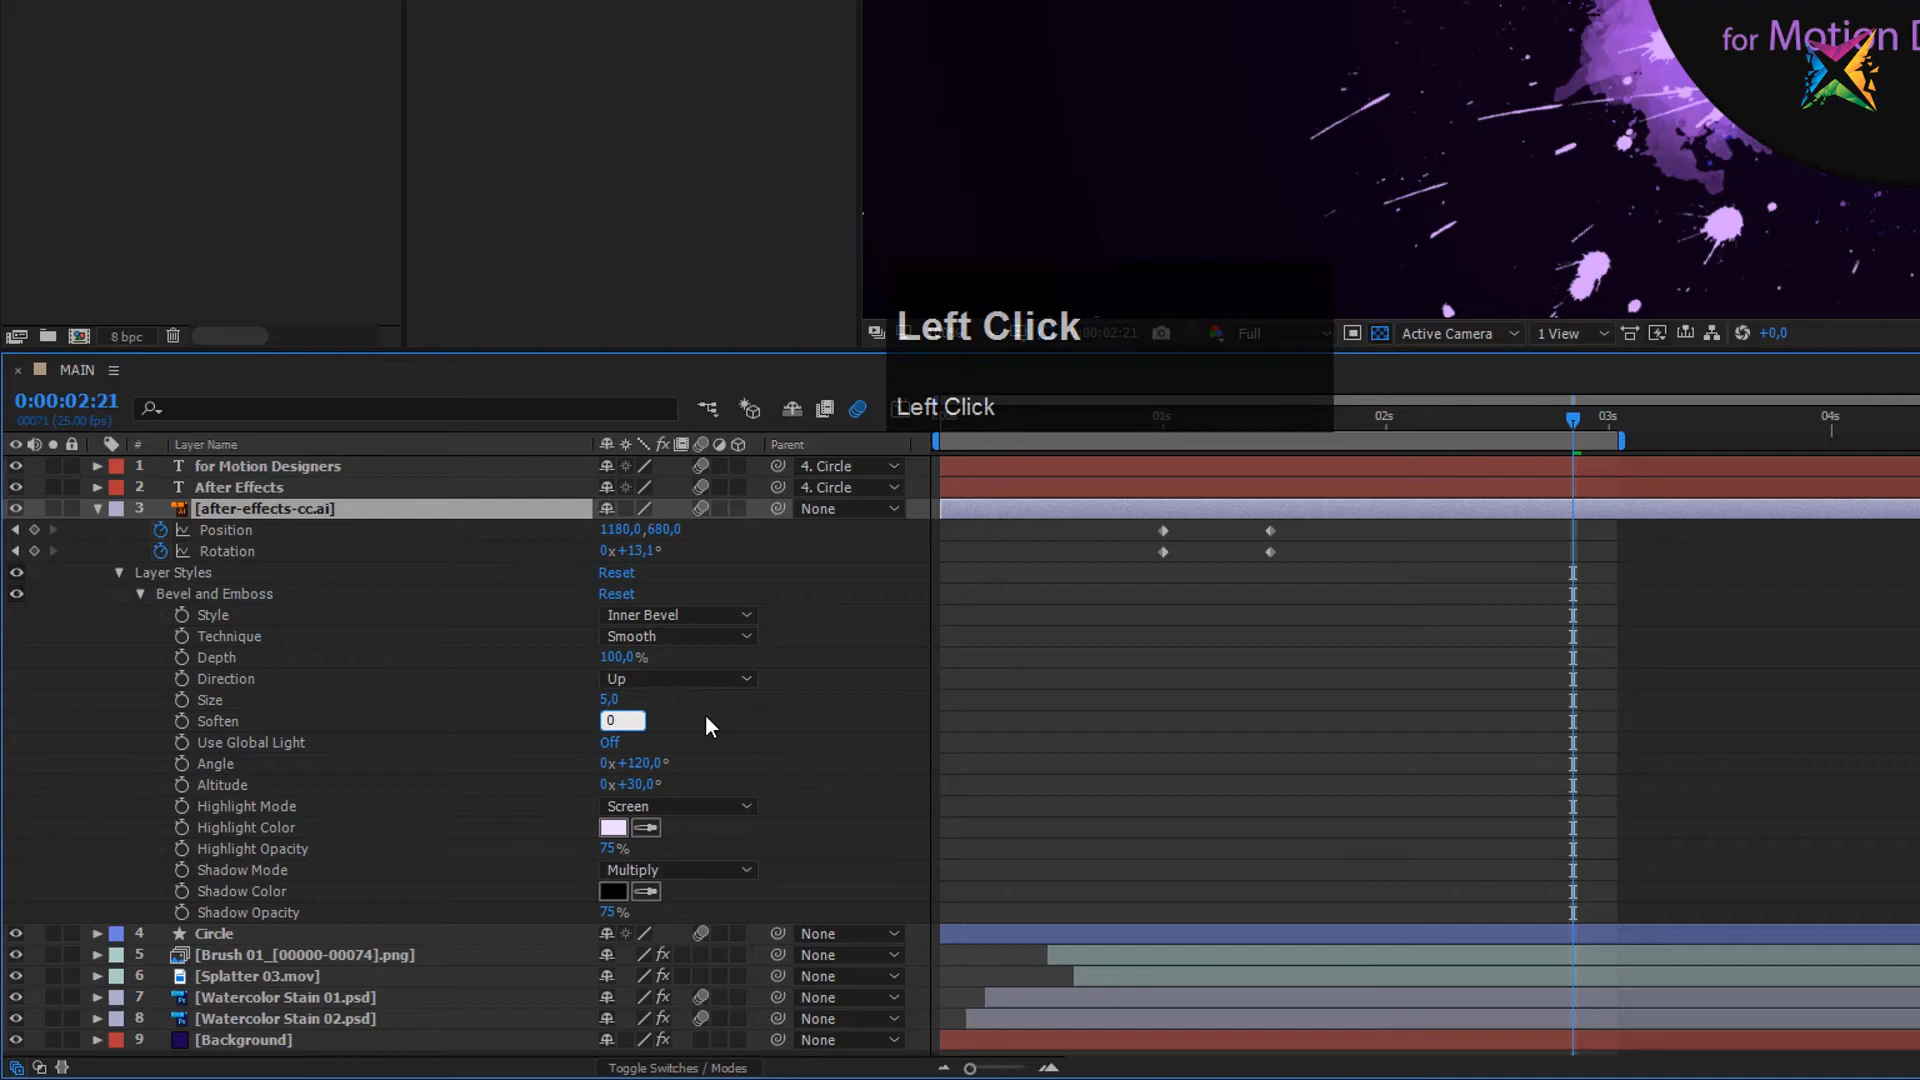 for Motion D
8 bpc
Left Click
00:02:21
Full
Active Camera
1 View
+0,0
MAIN
0:00:02:21
00071 (25.00 fps)
Left Click
01s
02s
03s
04s
# Layer Name
Parent
1 T for Motion Designers
4. Circle
2 T After Effects
4. Circle
3 [after-effects-cc.ai]
None
Position
1180,0,680,0
Rotation
0x+13,1°
Layer Styles
Reset
Bevel and Emboss
Reset
Style
Inner Bevel
Technique
Smooth
Depth
100,0%
Direction
Up
Size
5,0
Soften
0
Use Global Light
Off
Angle
0x+120,0°
Altitude
0x+30,0°
Highlight Mode
Screen
Highlight Color
Highlight Opacity
75%
Shadow Mode
Multiply
Shadow Color
Shadow Opacity
75%
4 Circle
None
5 [Brush 01_[00000-00074].png]
None
6 [Splatter 03.mov]
None
7 [Watercolor Stain 01.psd]
None
8 [Watercolor Stain 02.psd]
None
9 [Background]
None
Toggle Switches / Modes